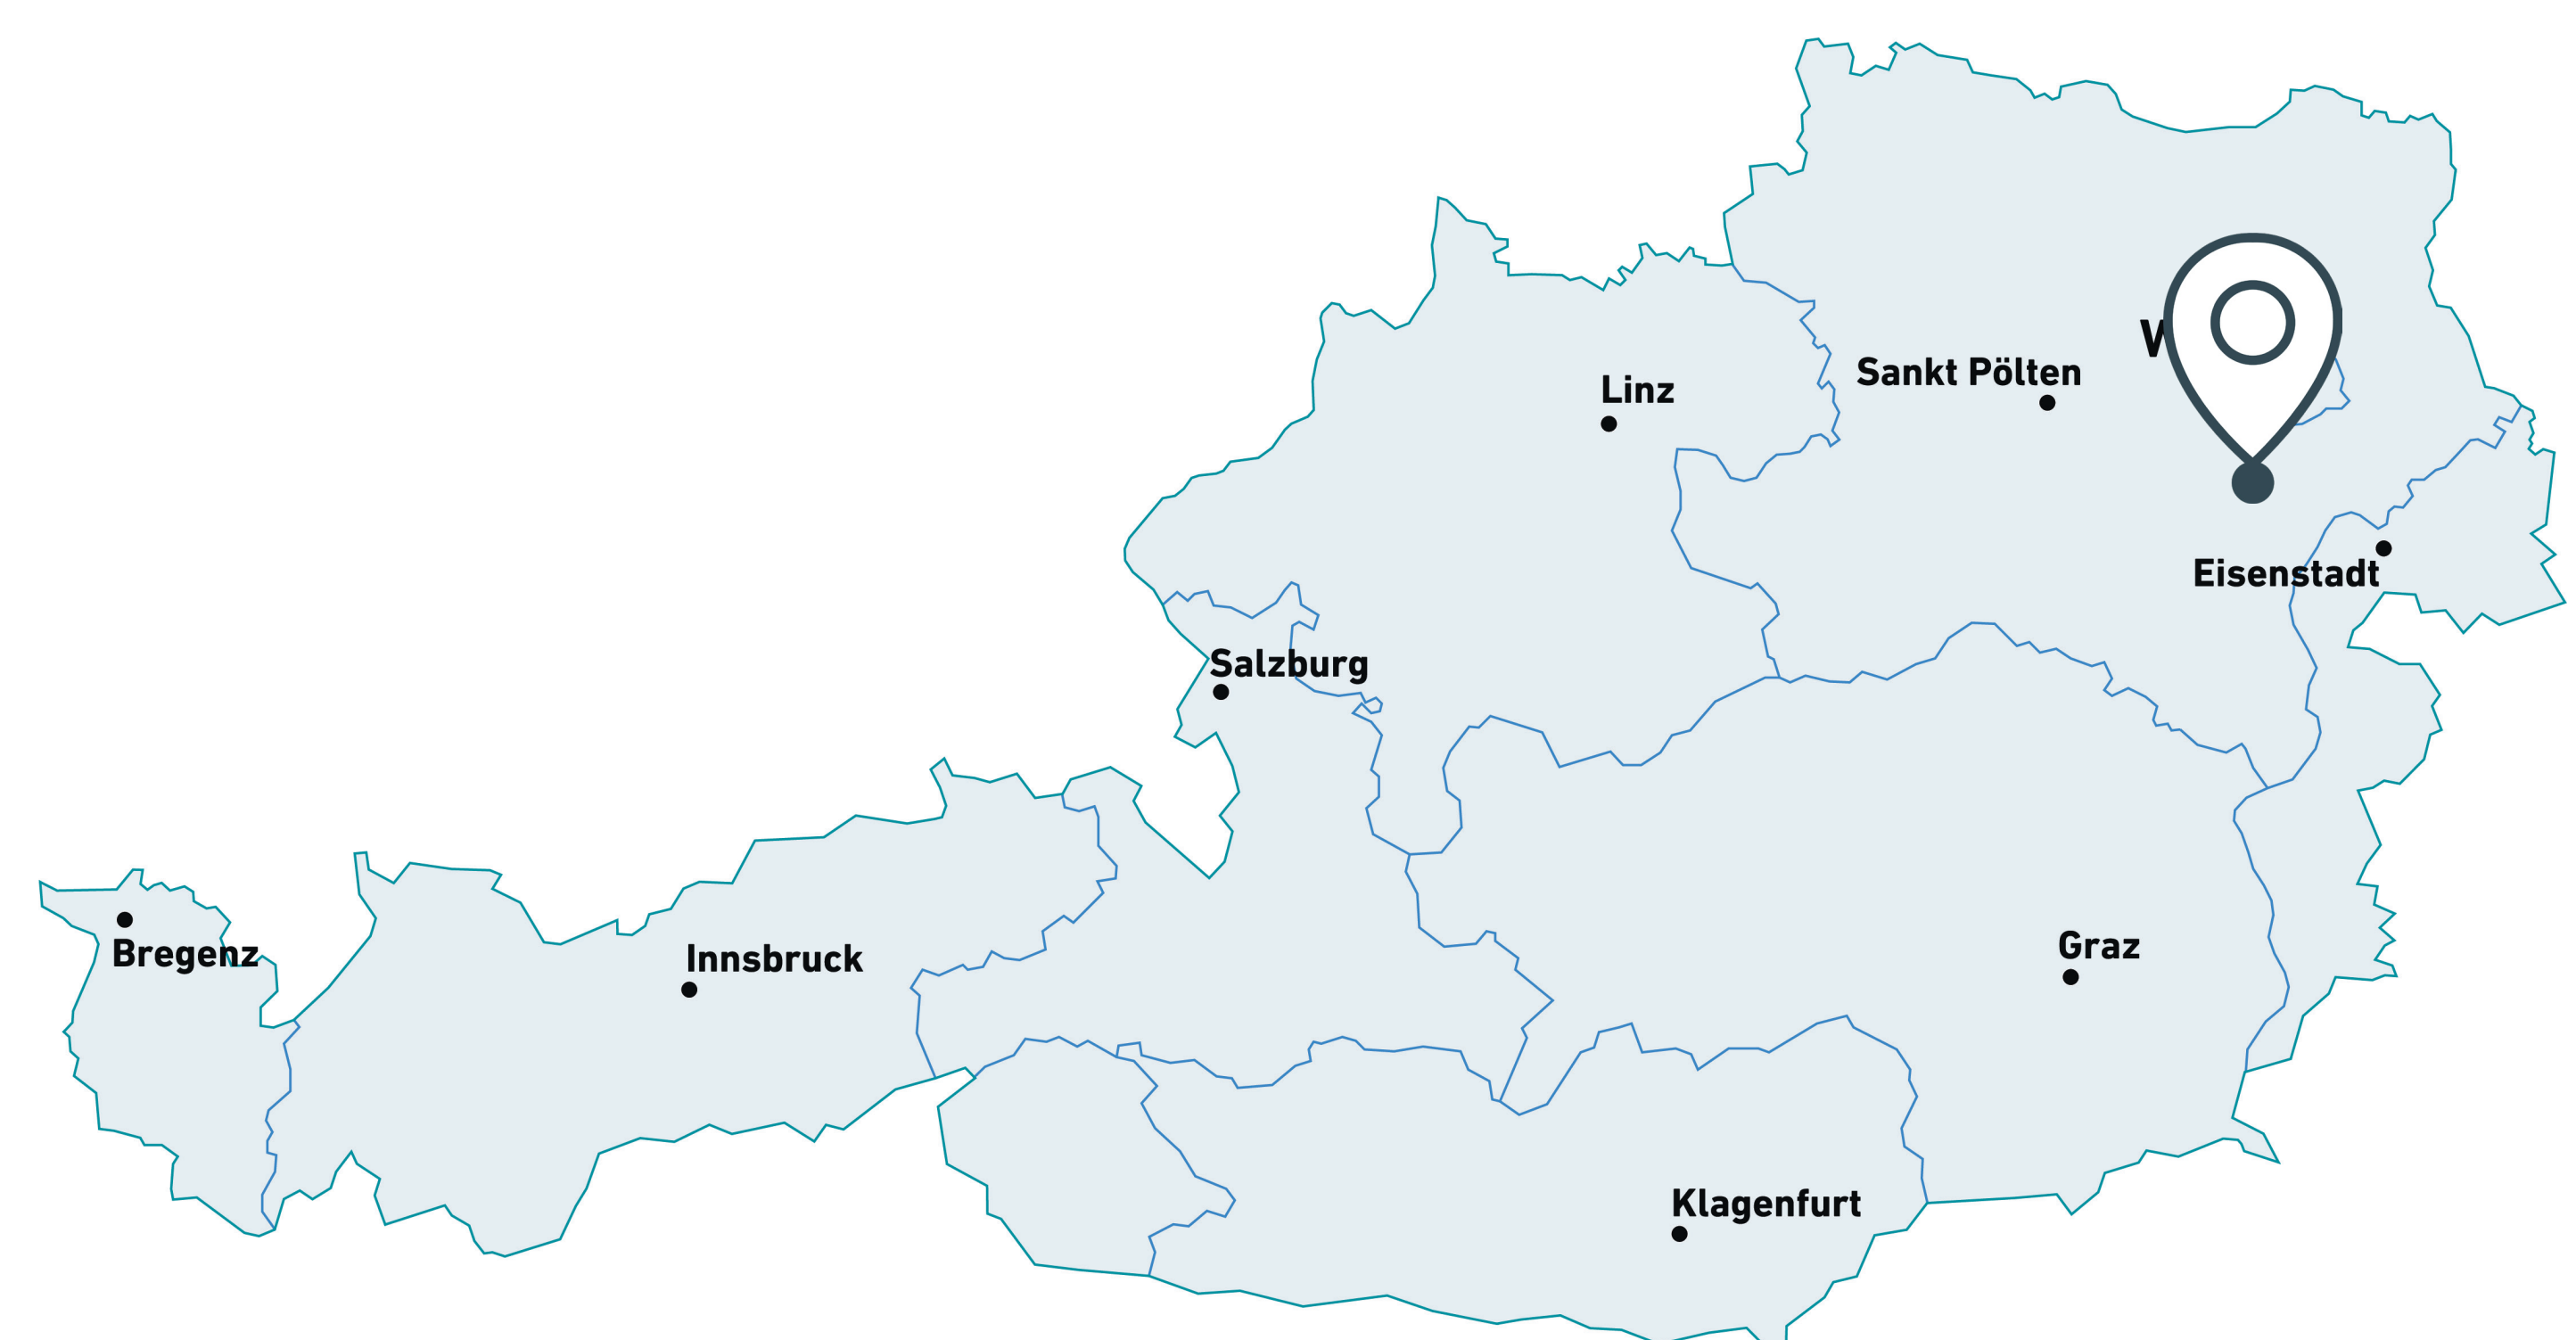 Linz
Sankt Pölten
Eisenstadt
Salzburg
Bregenz
Innsbruck
Graz
Klagenfurt